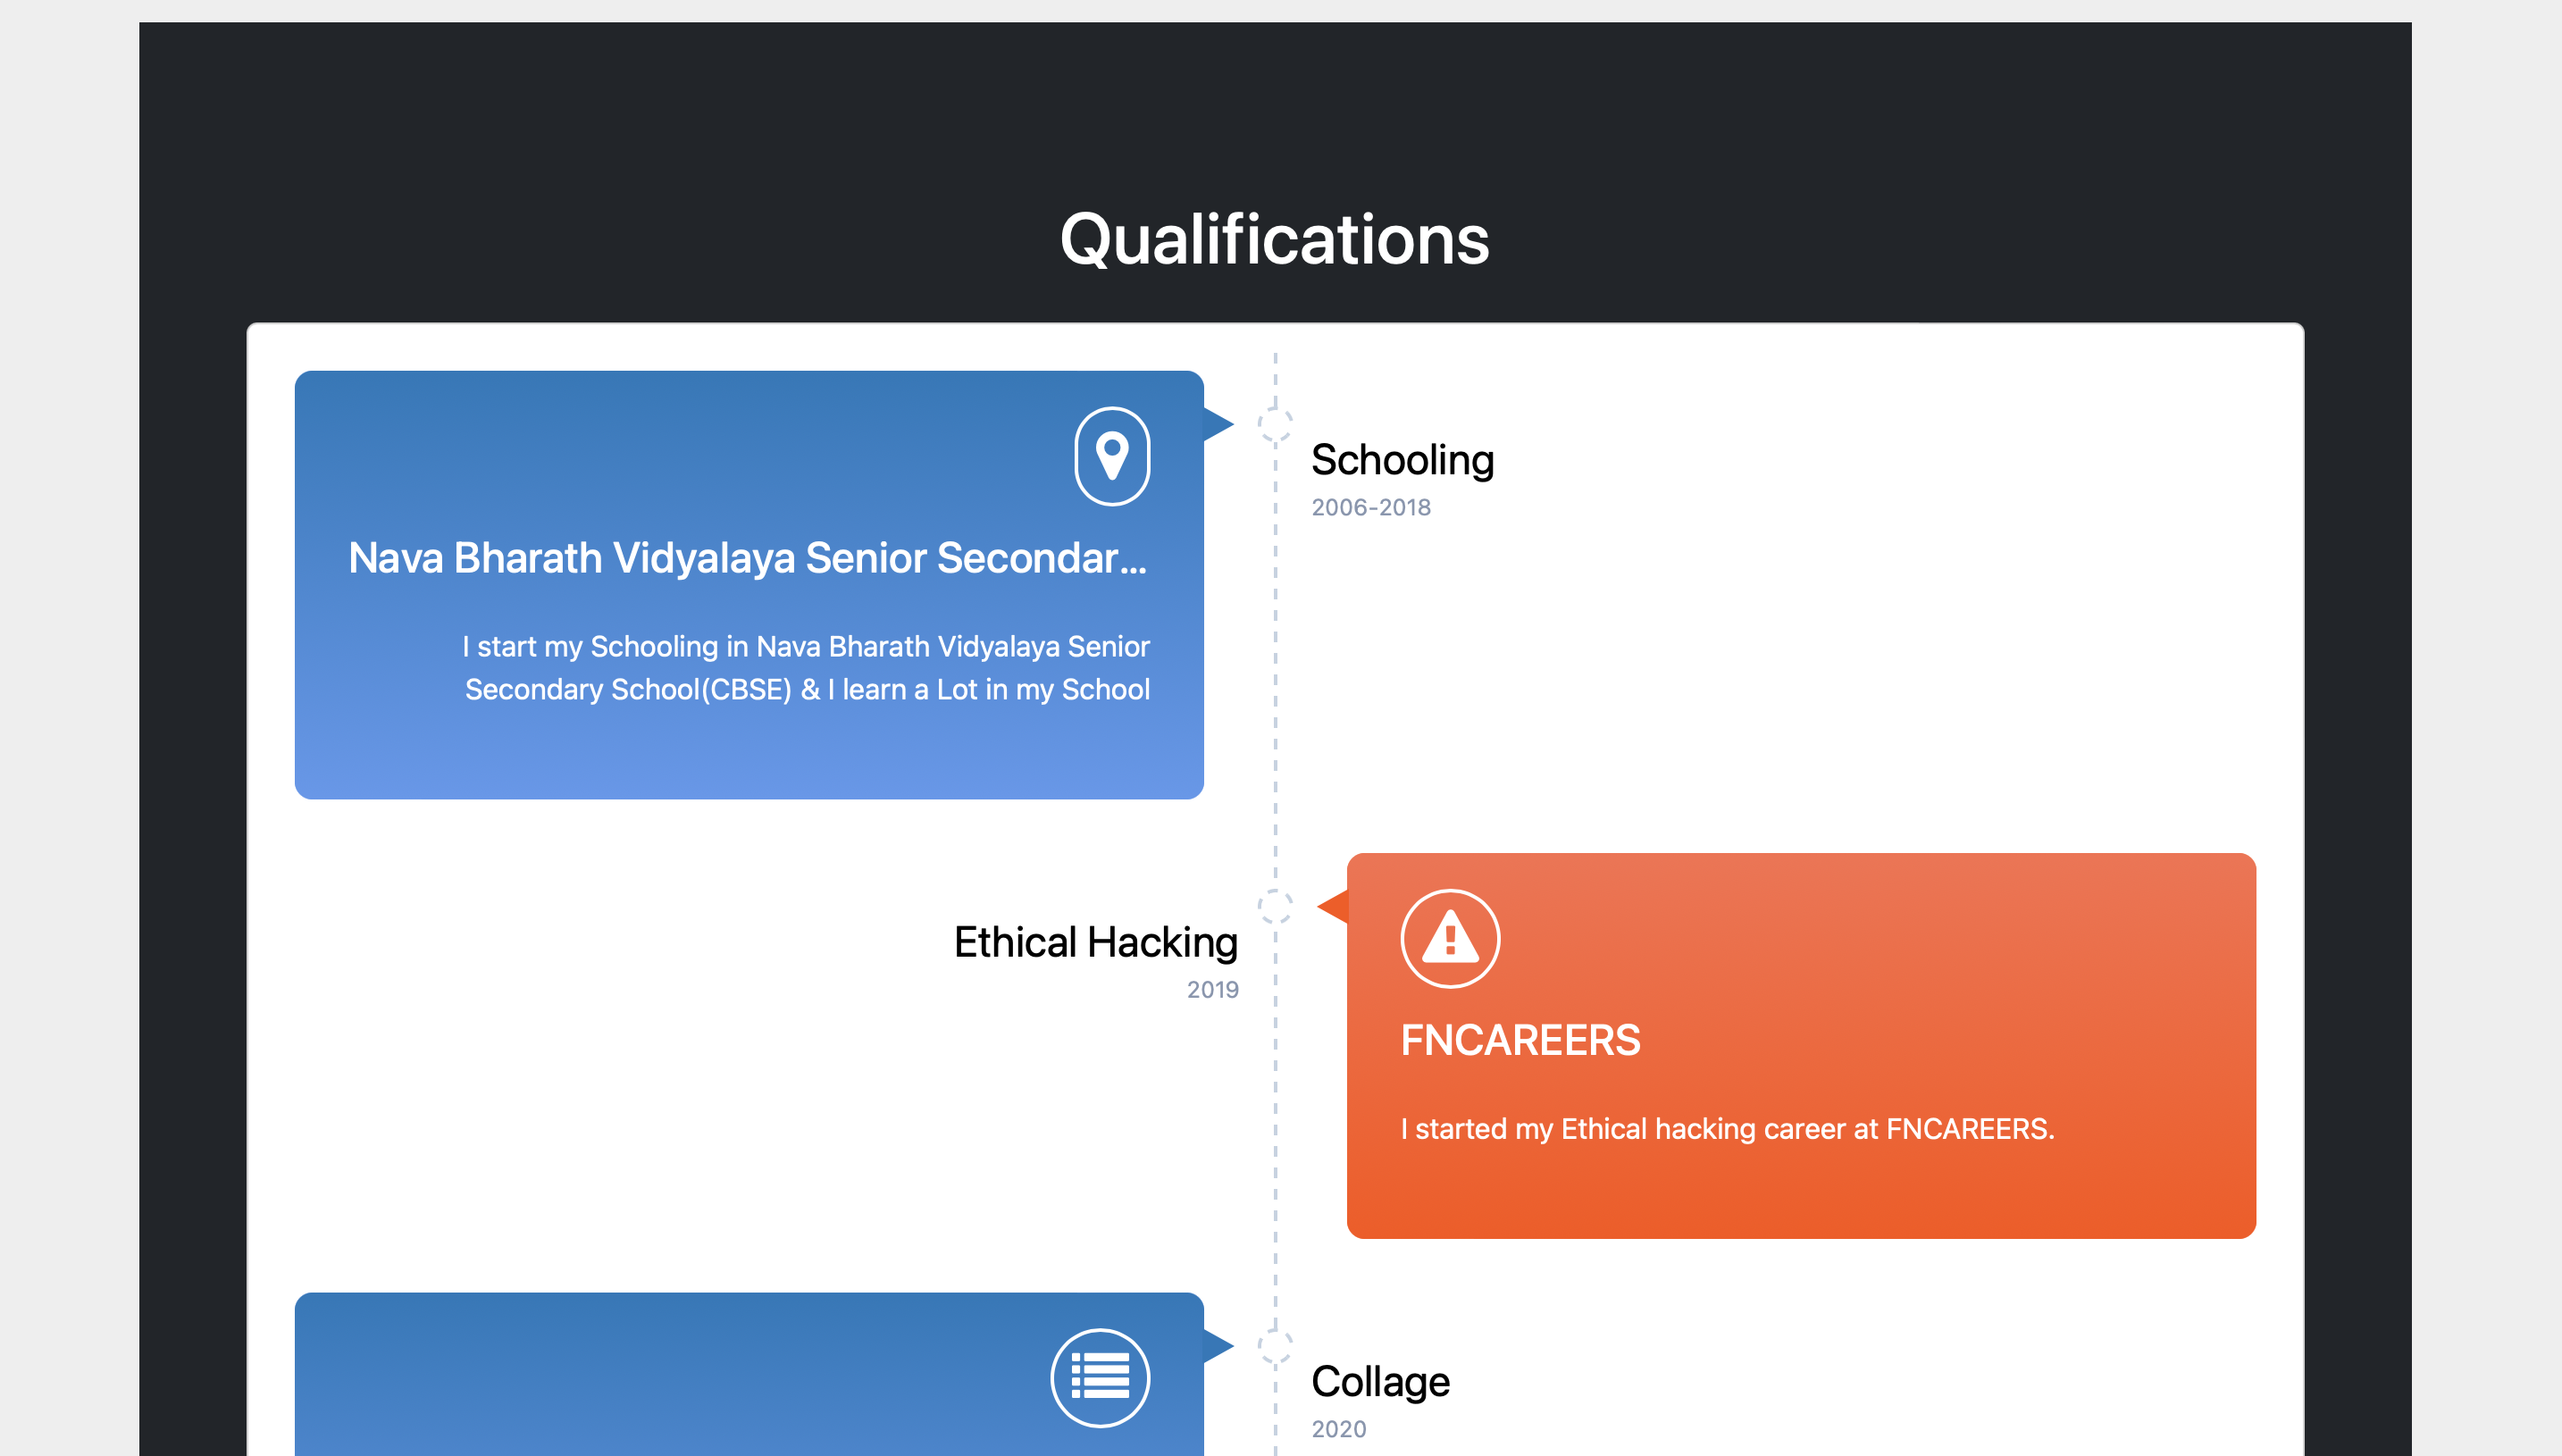 Qualifications
Schooling
2006-2018
Nava Bharath Vidyalaya Senior Secondar...
I start my Schooling in Nava Bharath Vidyalaya Senior
Secondary School(CBSE) & I learn a Lot in my School
Ethical Hacking
2019
FNCAREERS
I started my Ethical hacking career at FNCAREERS.
Collage
2020